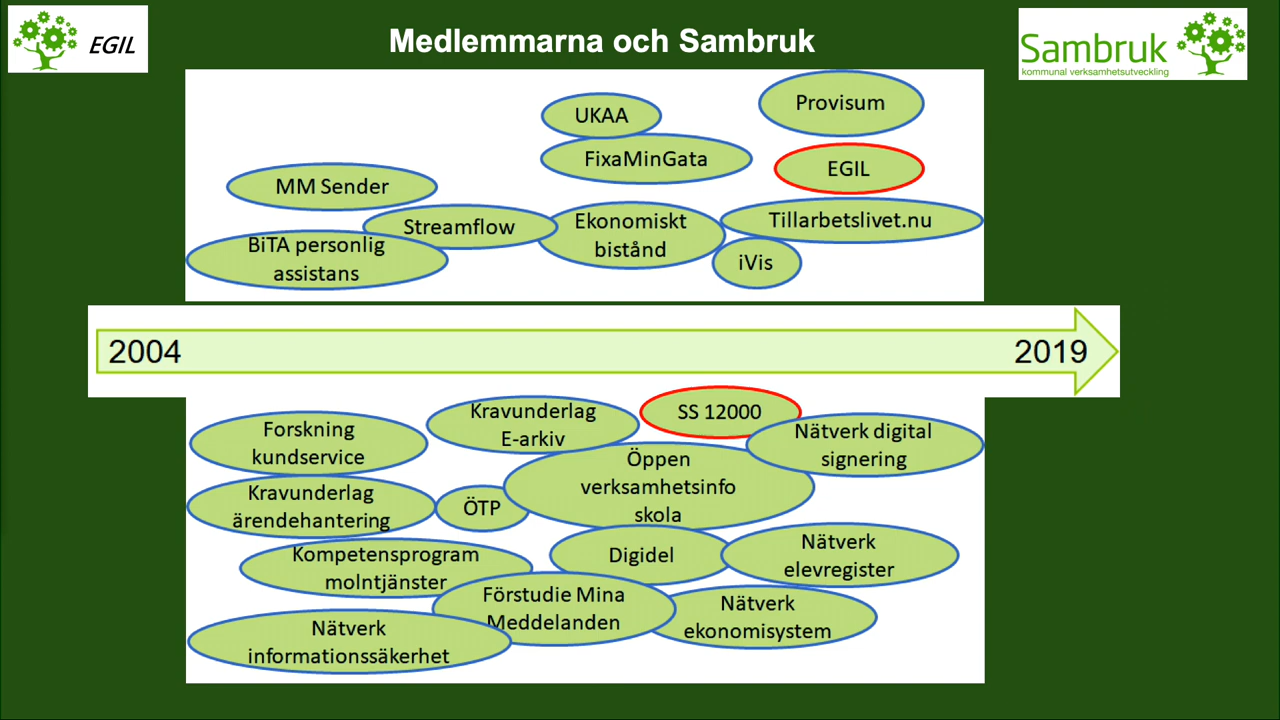 EGIL
Medlemmarna och Sambruk
Sambruk
kommunal verksamhetsutveckling
Provisum
UKAA
FixaMinGata
EGIL
MM Sender
Streamflow
Ekonomiskt
bistånd
Tillarbetslivet.nu
BiTA personlig
assistans
iVis
2004
2019
Kravunderlag
E-arkiv
SS 12000
Forskning
kundservice
Nätverk digital
signering
Öppen
verksamhetsinfo
skola
Kravunderlag
ärendehantering
ÖTP
Kompetensprogram
molntjänster
Digidel
Nätverk
elevregister
Förstudie Mina
Meddelanden
Nätverk
ekonomisystem
Nätverk
informationssäkerhet